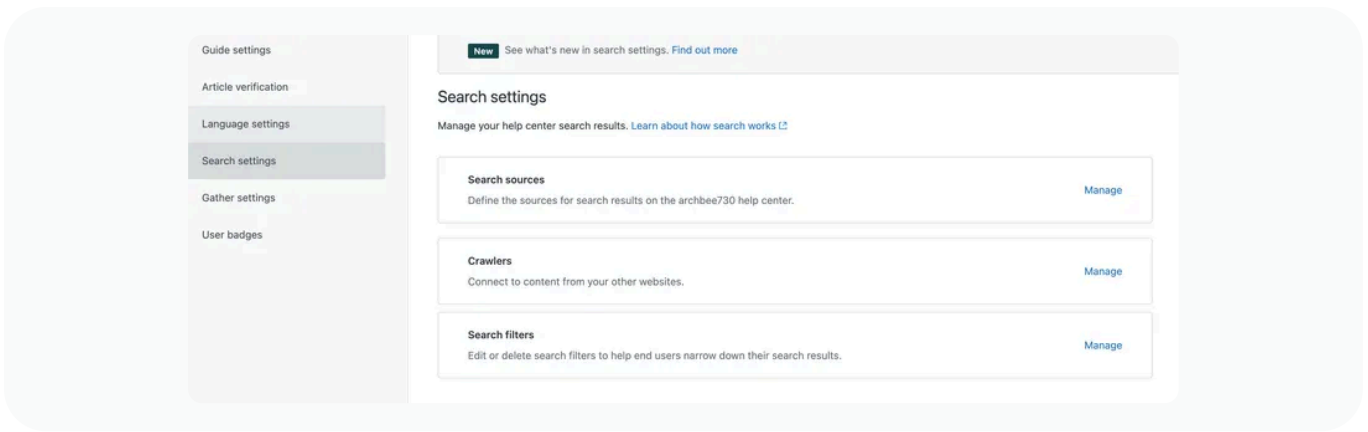 Guide settings
Article verification
Language settings
Search settings
Gather settings
User badges
New See what's new in search settings. Find out more
Search settings
Manage your help center search results. Learn about how search works
Search sources
Define the sources for search results on the archbee730 help center.
Manage
Crawlers
Connect to content from your other websites.
Manage
Search filters
Edit or delete search filters to help end users narrow down their search results.
Manage